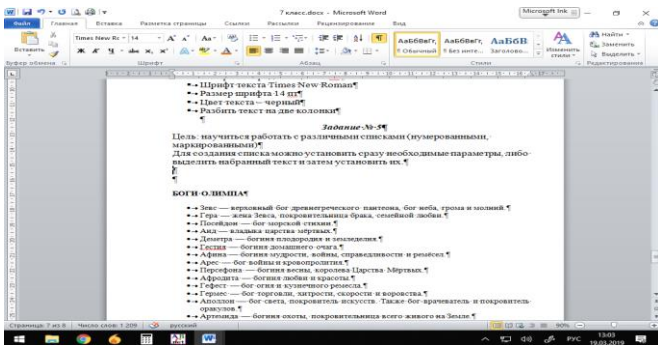 7 класс.docx - Microsoft Word
Microsoft Ink
Файл
Главная
Вставка
Разметка страницы
Ссылки
Рассылки
Рецензирование
Вид
Вставить
Буфер обмена
Times New Rc
14
Шрифт
Абзац
АаБбВвГг,
АаБбВвГг,
АаБбВ
¶ Обычный
¶ Без инте...
Заголово...
Изменить стили
Стили
Найти
Заменить
Выделить
Редактирование
Шрифт текста Times New Roman¶
Размер шрифта 14 пт¶
Цвет текста – черный¶
Разбить текст на две колонки¶
¶
Задание №5¶
Цель: научиться работать с различными списками (нумерованными,
маркированными)¶
Для создания списка можно установить сразу необходимые параметры, либо
выделить набранный текст и затем установить их.¶
¶
¶
БОГИ ОЛИМПА¶
Зевс — верховный бог древнегреческого пантеона, бог неба, грома и молний.¶
Гера — жена Зевса, покровительница брака, семейной любви.¶
Посейдон — бог морской стихии.¶
Аид — владыка царства мёртвых.¶
Деметра — богиня плодородия и земледелия.¶
Гестия — богиня домашнего очага.¶
Афина — богиня мудрости, войны, справедливости и ремёсел.¶
Арес — бог войны и кровопролития.¶
Персефона — богиня весны, королева Царства Мёртвых.¶
Афродита — богиня любви и красоты.¶
Гефест — бог огня и кузнечного ремесла.¶
Гермес — бог торговли, хитрости, скорости и воровства.¶
Аполлон — бог света, покровитель искусств. Также бог-врачеватель и покровитель
оракулов.¶
Артемида — богиня охоты, покровительница всего живого на Земле.¶
Страница: 7 из 8
Число слов: 1 209
русский
90%
РУС
13:03
19.03.2019